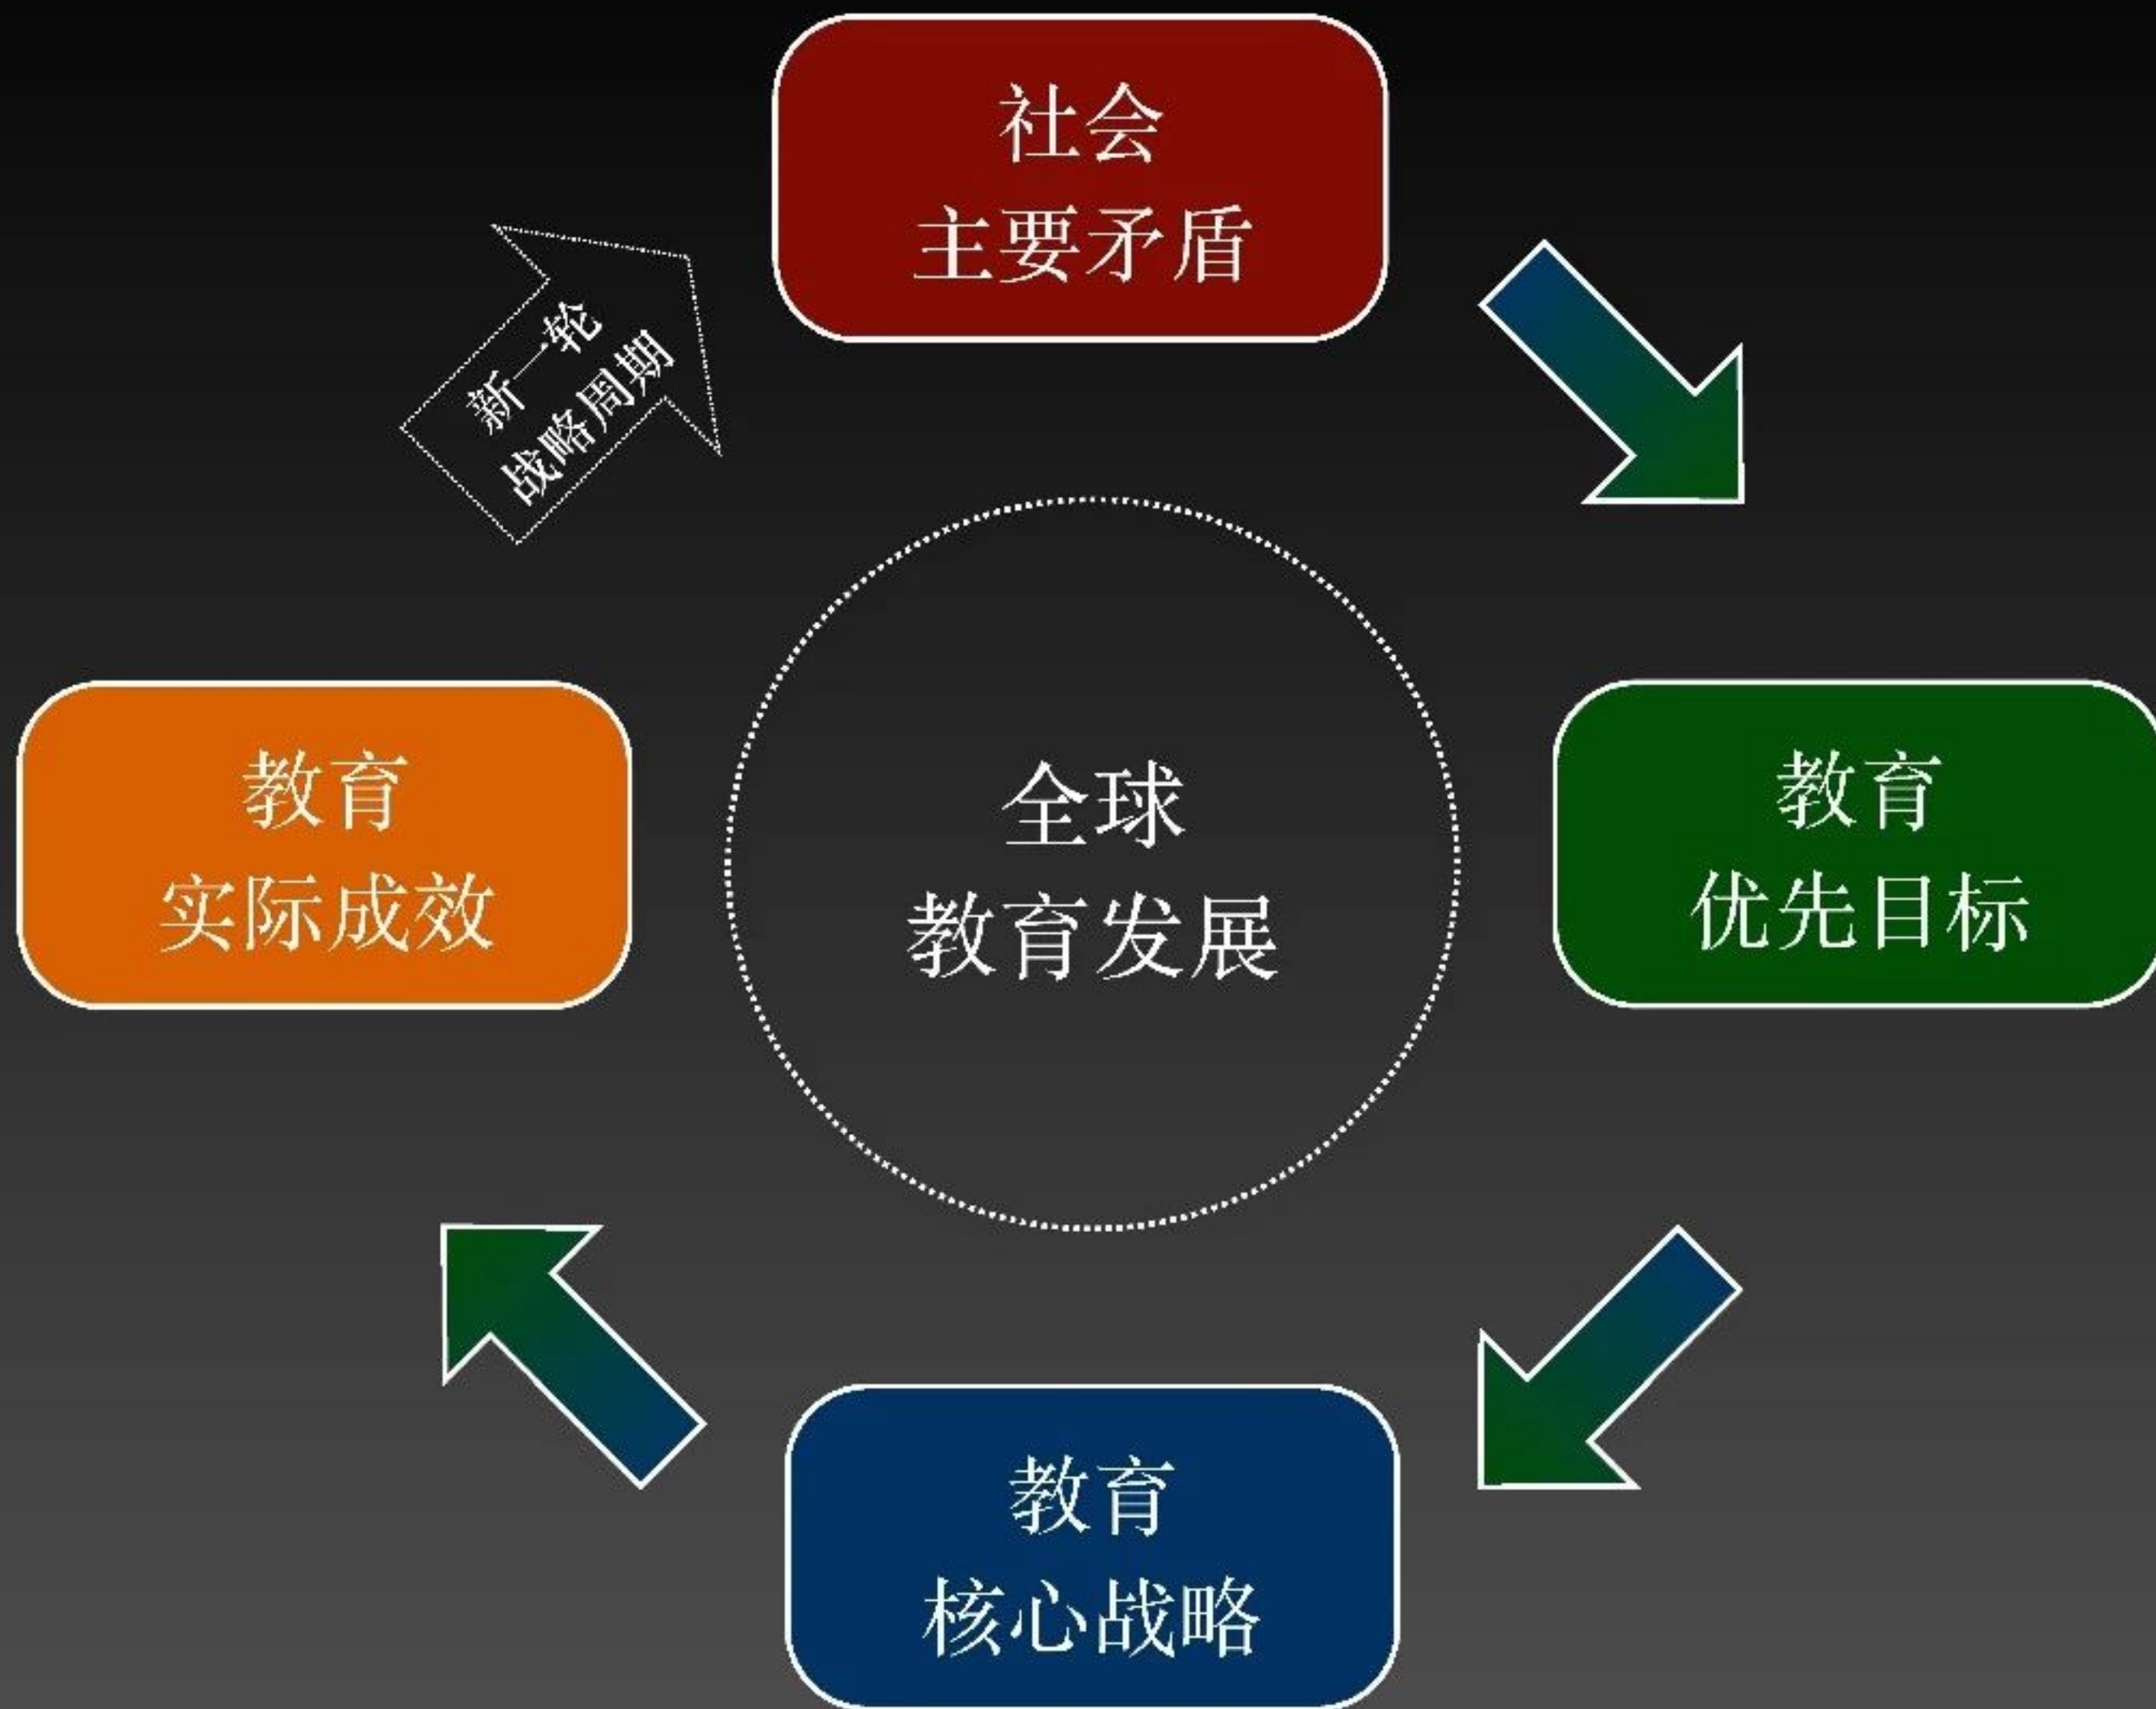 社会
主要矛盾
新一轮
战略周期
教育
实际成效
全球
教育发展
教育
优先目标
教育
核心战略